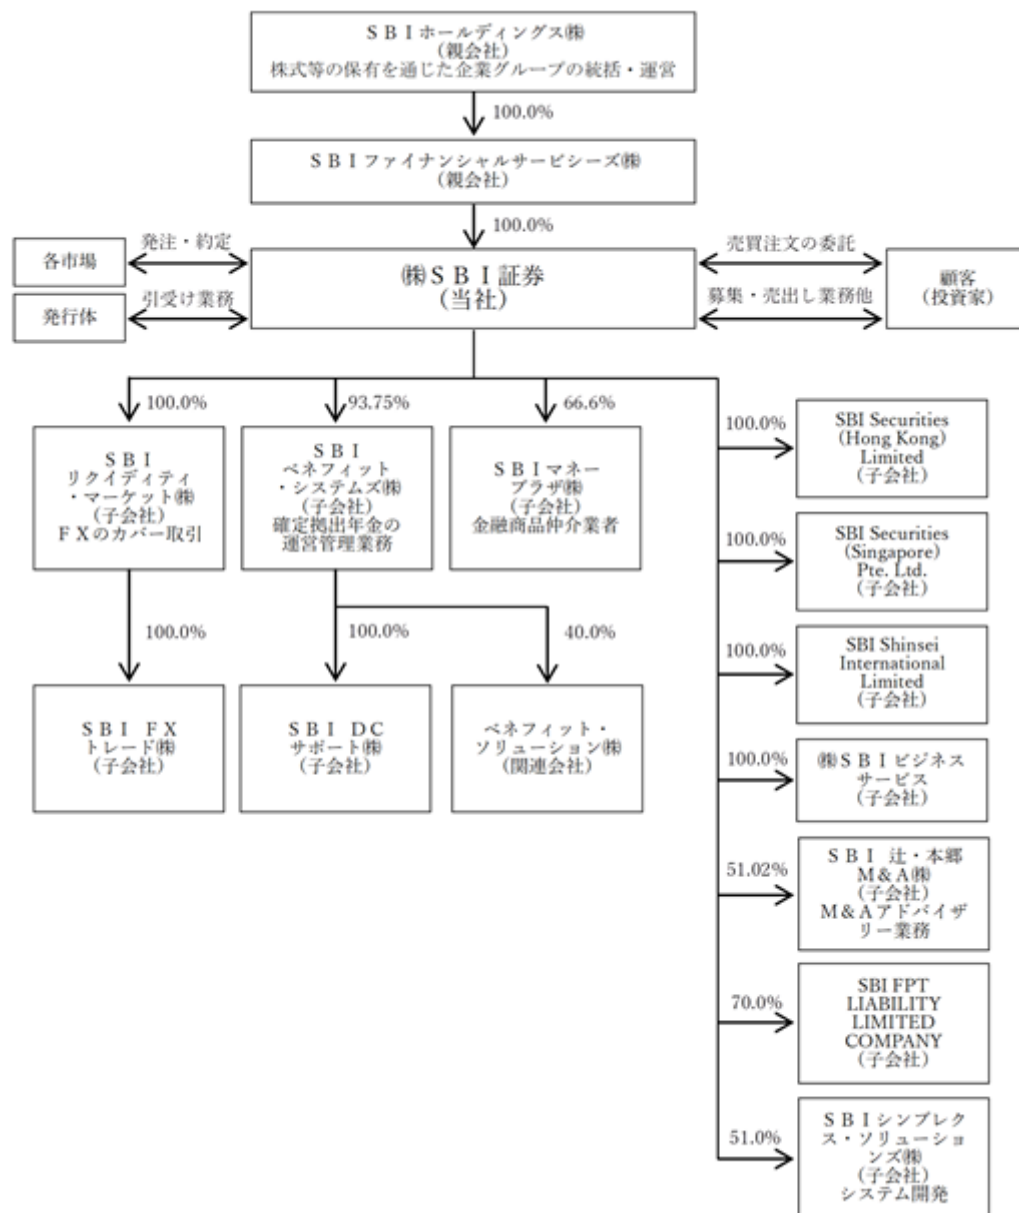 ＳＢＩホールディングス㈱
（親会社）
株式等の保有を通じた企業グループの統括・運営
100.0%
ＳＢＩファイナンシャルサービシーズ㈱
（親会社）
100.0%
各市場
発注・約定
㈱ＳＢＩ証券
（当社）
売買注文の委託
顧客
（投資家）
発行体
引受け業務
募集・売出し業務他
100.0%
93.75%
66.6%
ＳＢＩ
リクイディティ
・マーケット㈱
（子会社）
ＦＸのカバー取引
ＳＢＩ
ベネフィット
・システムズ㈱
（子会社）
確定拠出年金の
運営管理業務
ＳＢＩマネー
プラザ㈱
（子会社）
金融商品仲介業者
100.0%
100.0%
40.0%
ＳＢＩ ＦＸ
トレード㈱
（子会社）
ＳＢＩ ＤＣ
サポート㈱
（子会社）
ベネフィット・
ソリューション㈱
（関連会社）
100.0%
SBI Securities
(Hong Kong)
Limited
（子会社）
100.0%
SBI Securities
(Singapore)
Pte. Ltd.
（子会社）
100.0%
SBI Shinsei
International
Limited
（子会社）
100.0%
㈱ＳＢＩビジネス
サービス
（子会社）
51.02%
ＳＢＩ 辻・本郷
Ｍ＆Ａ㈱
（子会社）
Ｍ＆Ａアドバイザ
リー業務
70.0%
SBI FPT
LIABILITY
LIMITED
COMPANY
（子会社）
51.0%
ＳＢＩシンプレク
ス・ソリューショ
ンズ㈱
（子会社）
システム開発